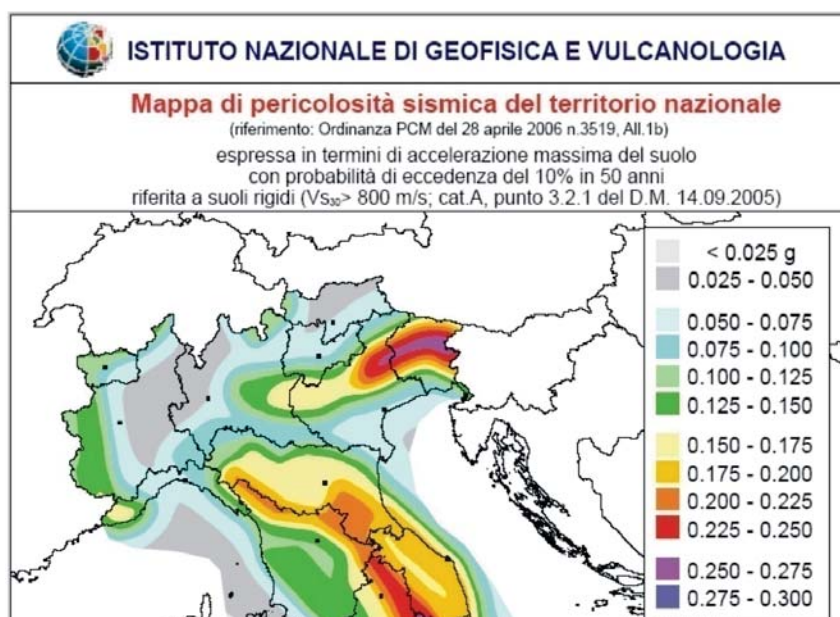 ISTITUTO NAZIONALE DI GEOFISICA E VULCANOLOGIA
Mappa di pericolosità sismica del territorio nazionale
(riferimento: Ordinanza PCM del 28 aprile 2006 n.3519, All.1b)
espressa in termini di accelerazione massima del suolo
con probabilità di eccedenza del 10% in 50 anni
riferita a suoli rigidi (Vs₃₀> 800 m/s; cat.A, punto 3.2.1 del D.M. 14.09.2005)
< 0.025 g
0.025 - 0.050
0.050 - 0.075
0.075 - 0.100
0.100 - 0.125
0.125 - 0.150
0.150 - 0.175
0.175 - 0.200
0.200 - 0.225
0.225 - 0.250
0.250 - 0.275
0.275 - 0.300